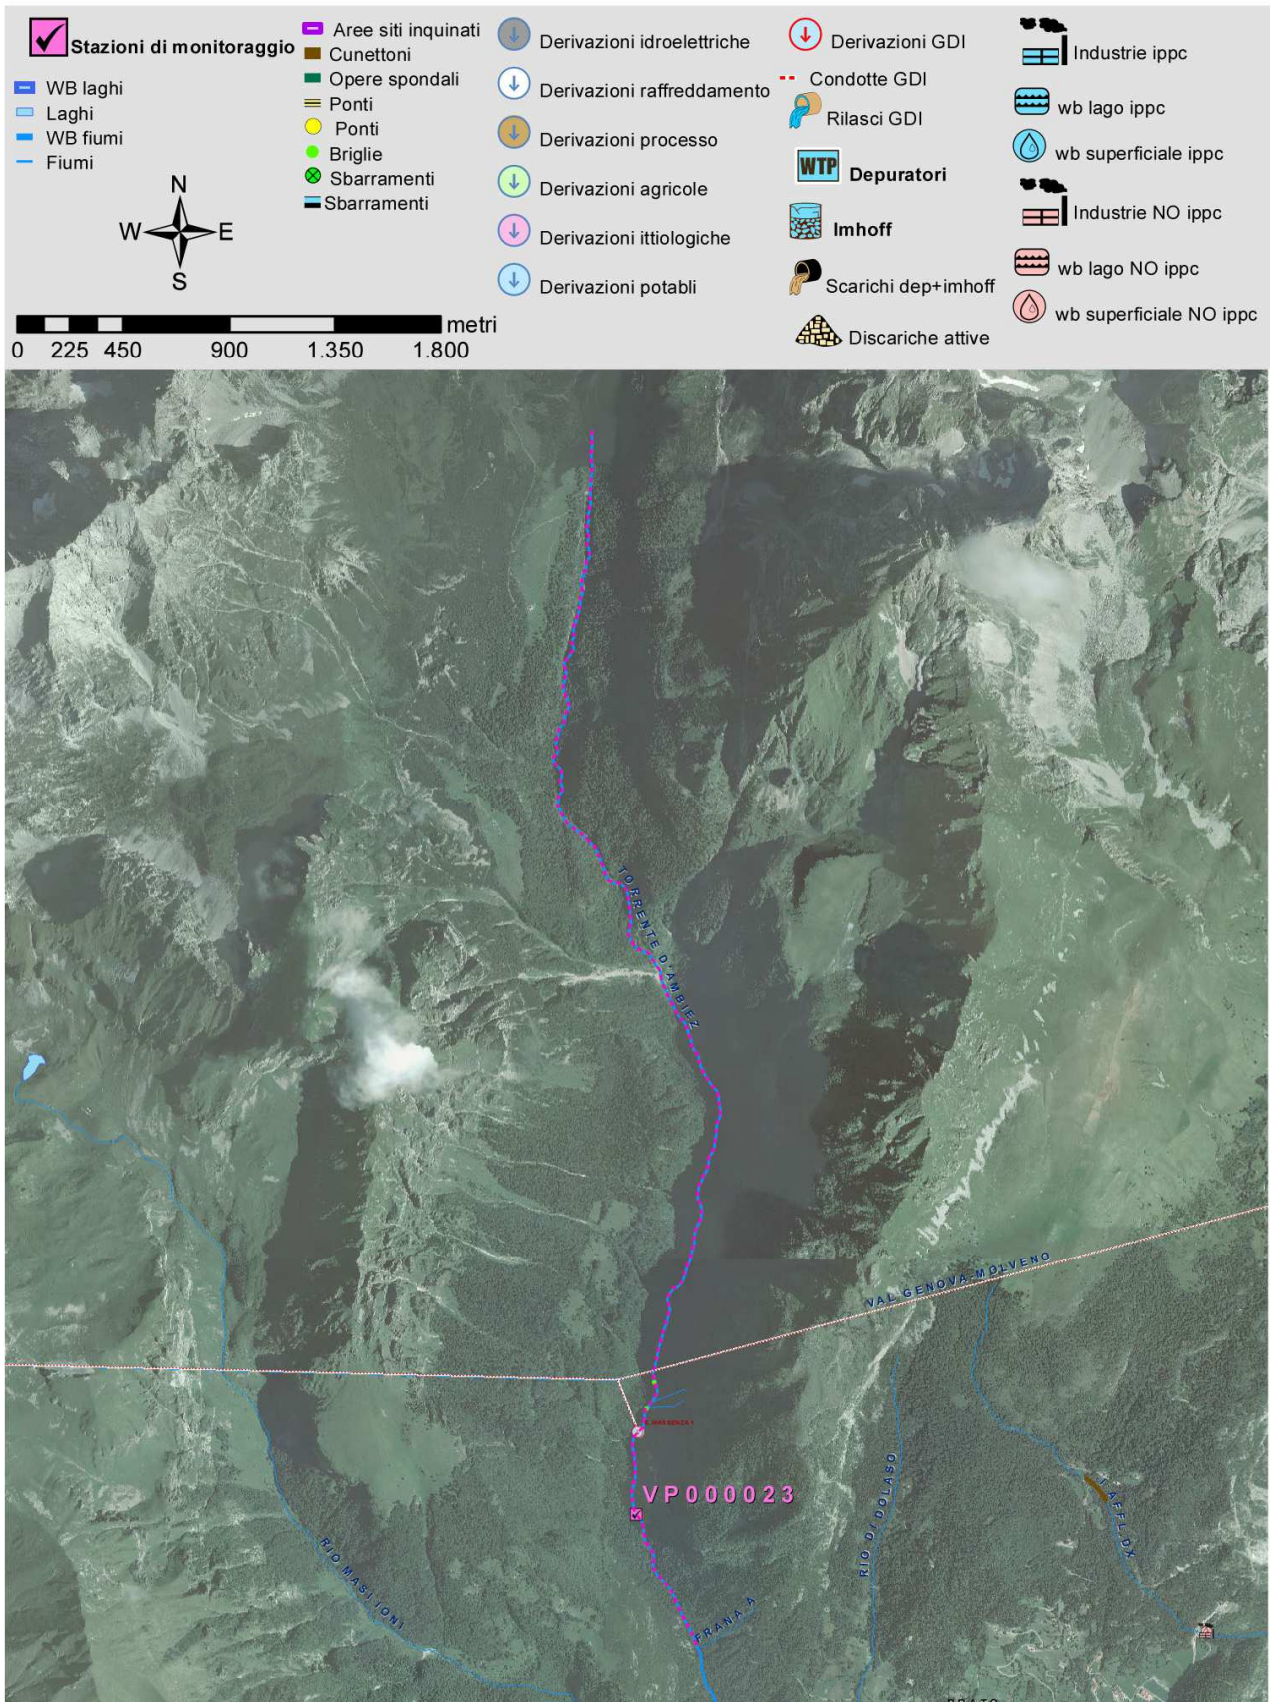 Stazioni di monitoraggio
WB laghi
Laghi
WB fiumi
Fiumi
N
W E
S
Aree siti inquinati
Cunettoni
Opere spondali
Ponti
Ponti
Briglie
Sbarramenti
Sbarramenti
Derivazioni idroelettriche
Derivazioni raffreddamento
Derivazioni processo
Derivazioni agricole
Derivazioni ittiologiche
Derivazioni potabli
Derivazioni GDI
Condotte GDI
Rilasci GDI
WTP Depuratori
Imhoff
Scarichi dep+imhoff
Discariche attive
Industrie ippc
wb lago ippc
wb superficiale ippc
Industrie NO ippc
wb lago NO ippc
wb superficiale NO ippc
metri
0 225 450 900 1.350 1.800
TORRENTE D'AMBIEZ
VAL GENOVA-MOLVENO
VP000023
RIO MASTIONI
RIO DI DOLASO
FRANA A
AFFL.DX